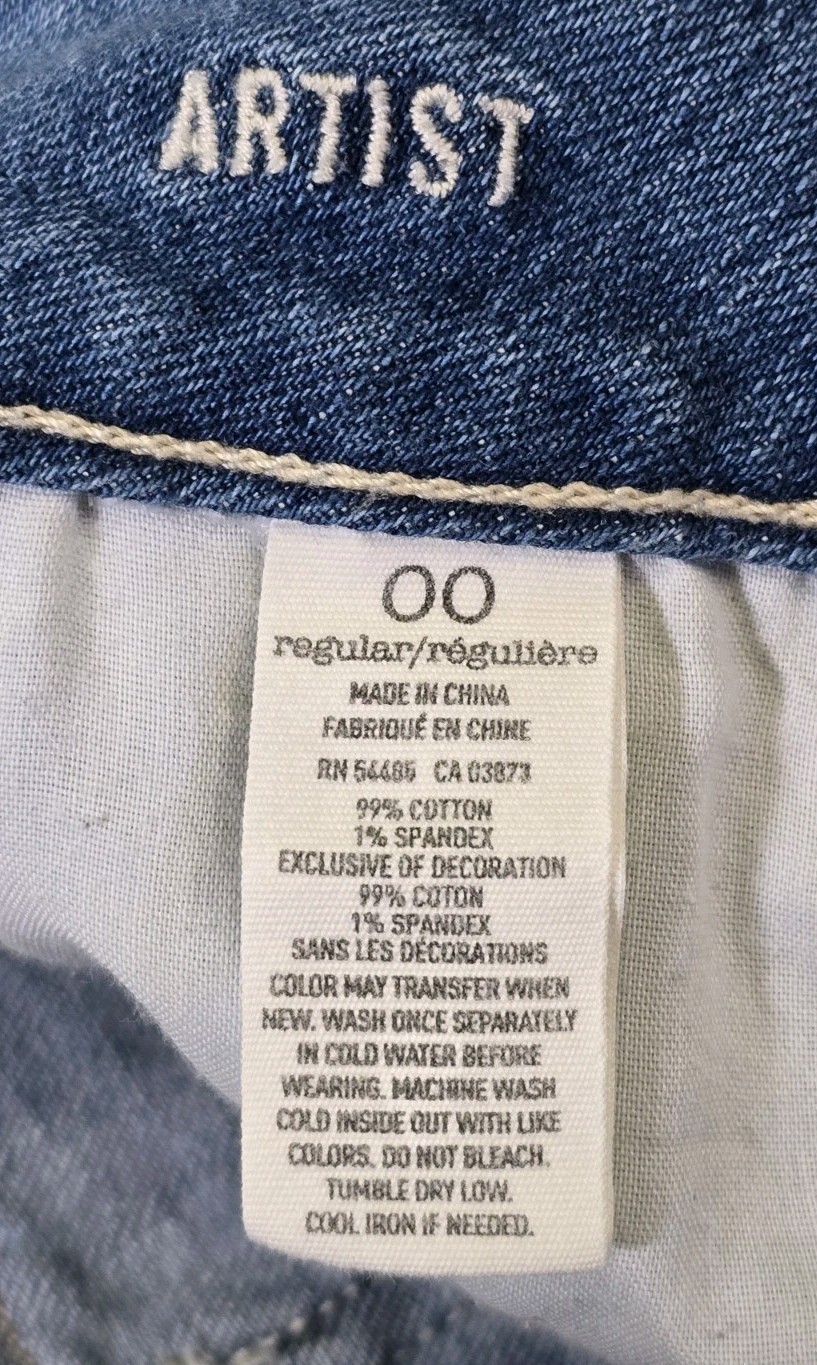 ARTIST
00
regular/régulière
MADE IN CHINA
FABRIQUÉ EN CHINE
RN 54485 CA 03873
99% COTTON
1% SPANDEX
EXCLUSIVE OF DECORATION
99% COTON
1% SPANDEX
SANS LES DÉCORATIONS
COLOR MAY TRANSFER WHEN
NEW. WASH ONCE SEPARATELY
IN COLD WATER BEFORE
WEARING. MACHINE WASH
COLD INSIDE OUT WITH LIKE
COLORS. DO NOT BLEACH.
TUMBLE DRY LOW.
COOL IRON IF NEEDED.